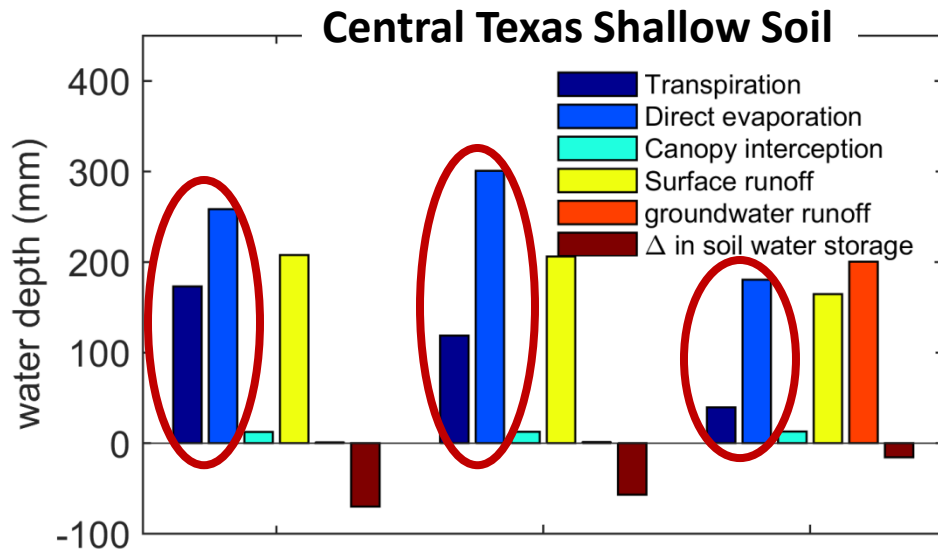 Central Texas Shallow Soil
400
300
200
100
0
-100
water depth (mm)
Transpiration
Direct evaporation
Canopy interception
Surface runoff
groundwater runoff
Δ in soil water storage